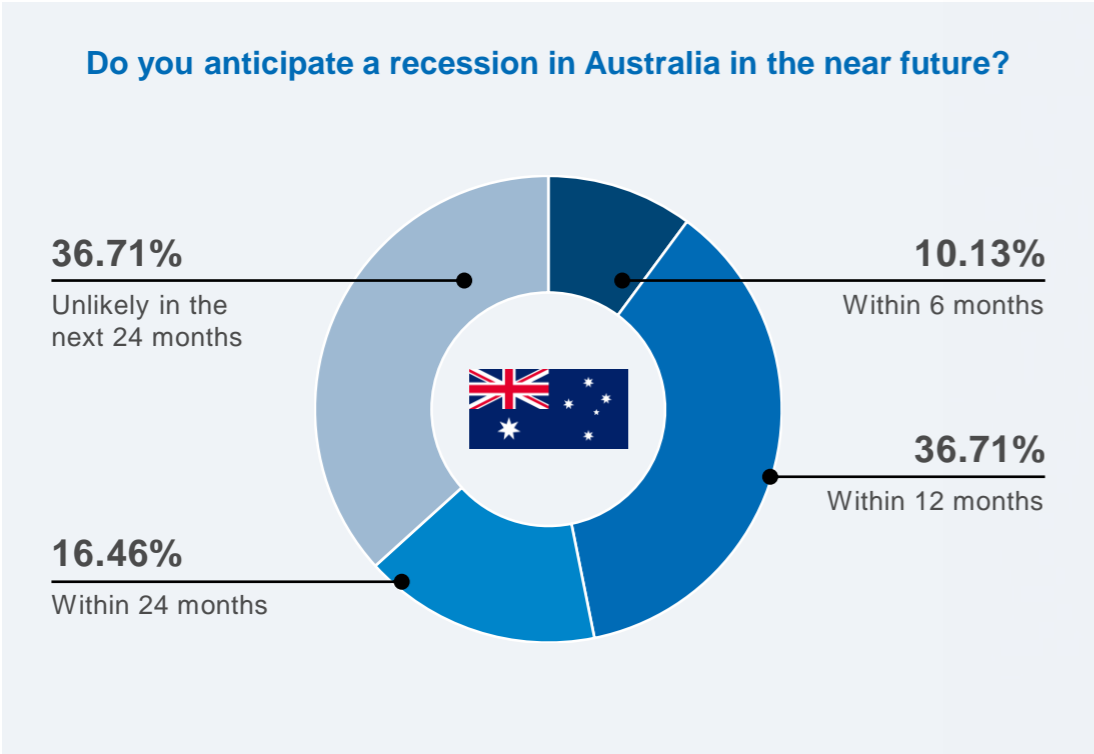 Do you anticipate a recession in Australia in the near future?
36.71%
Unlikely in the
next 24 months
10.13%
Within 6 months
36.71%
Within 12 months
16.46%
Within 24 months